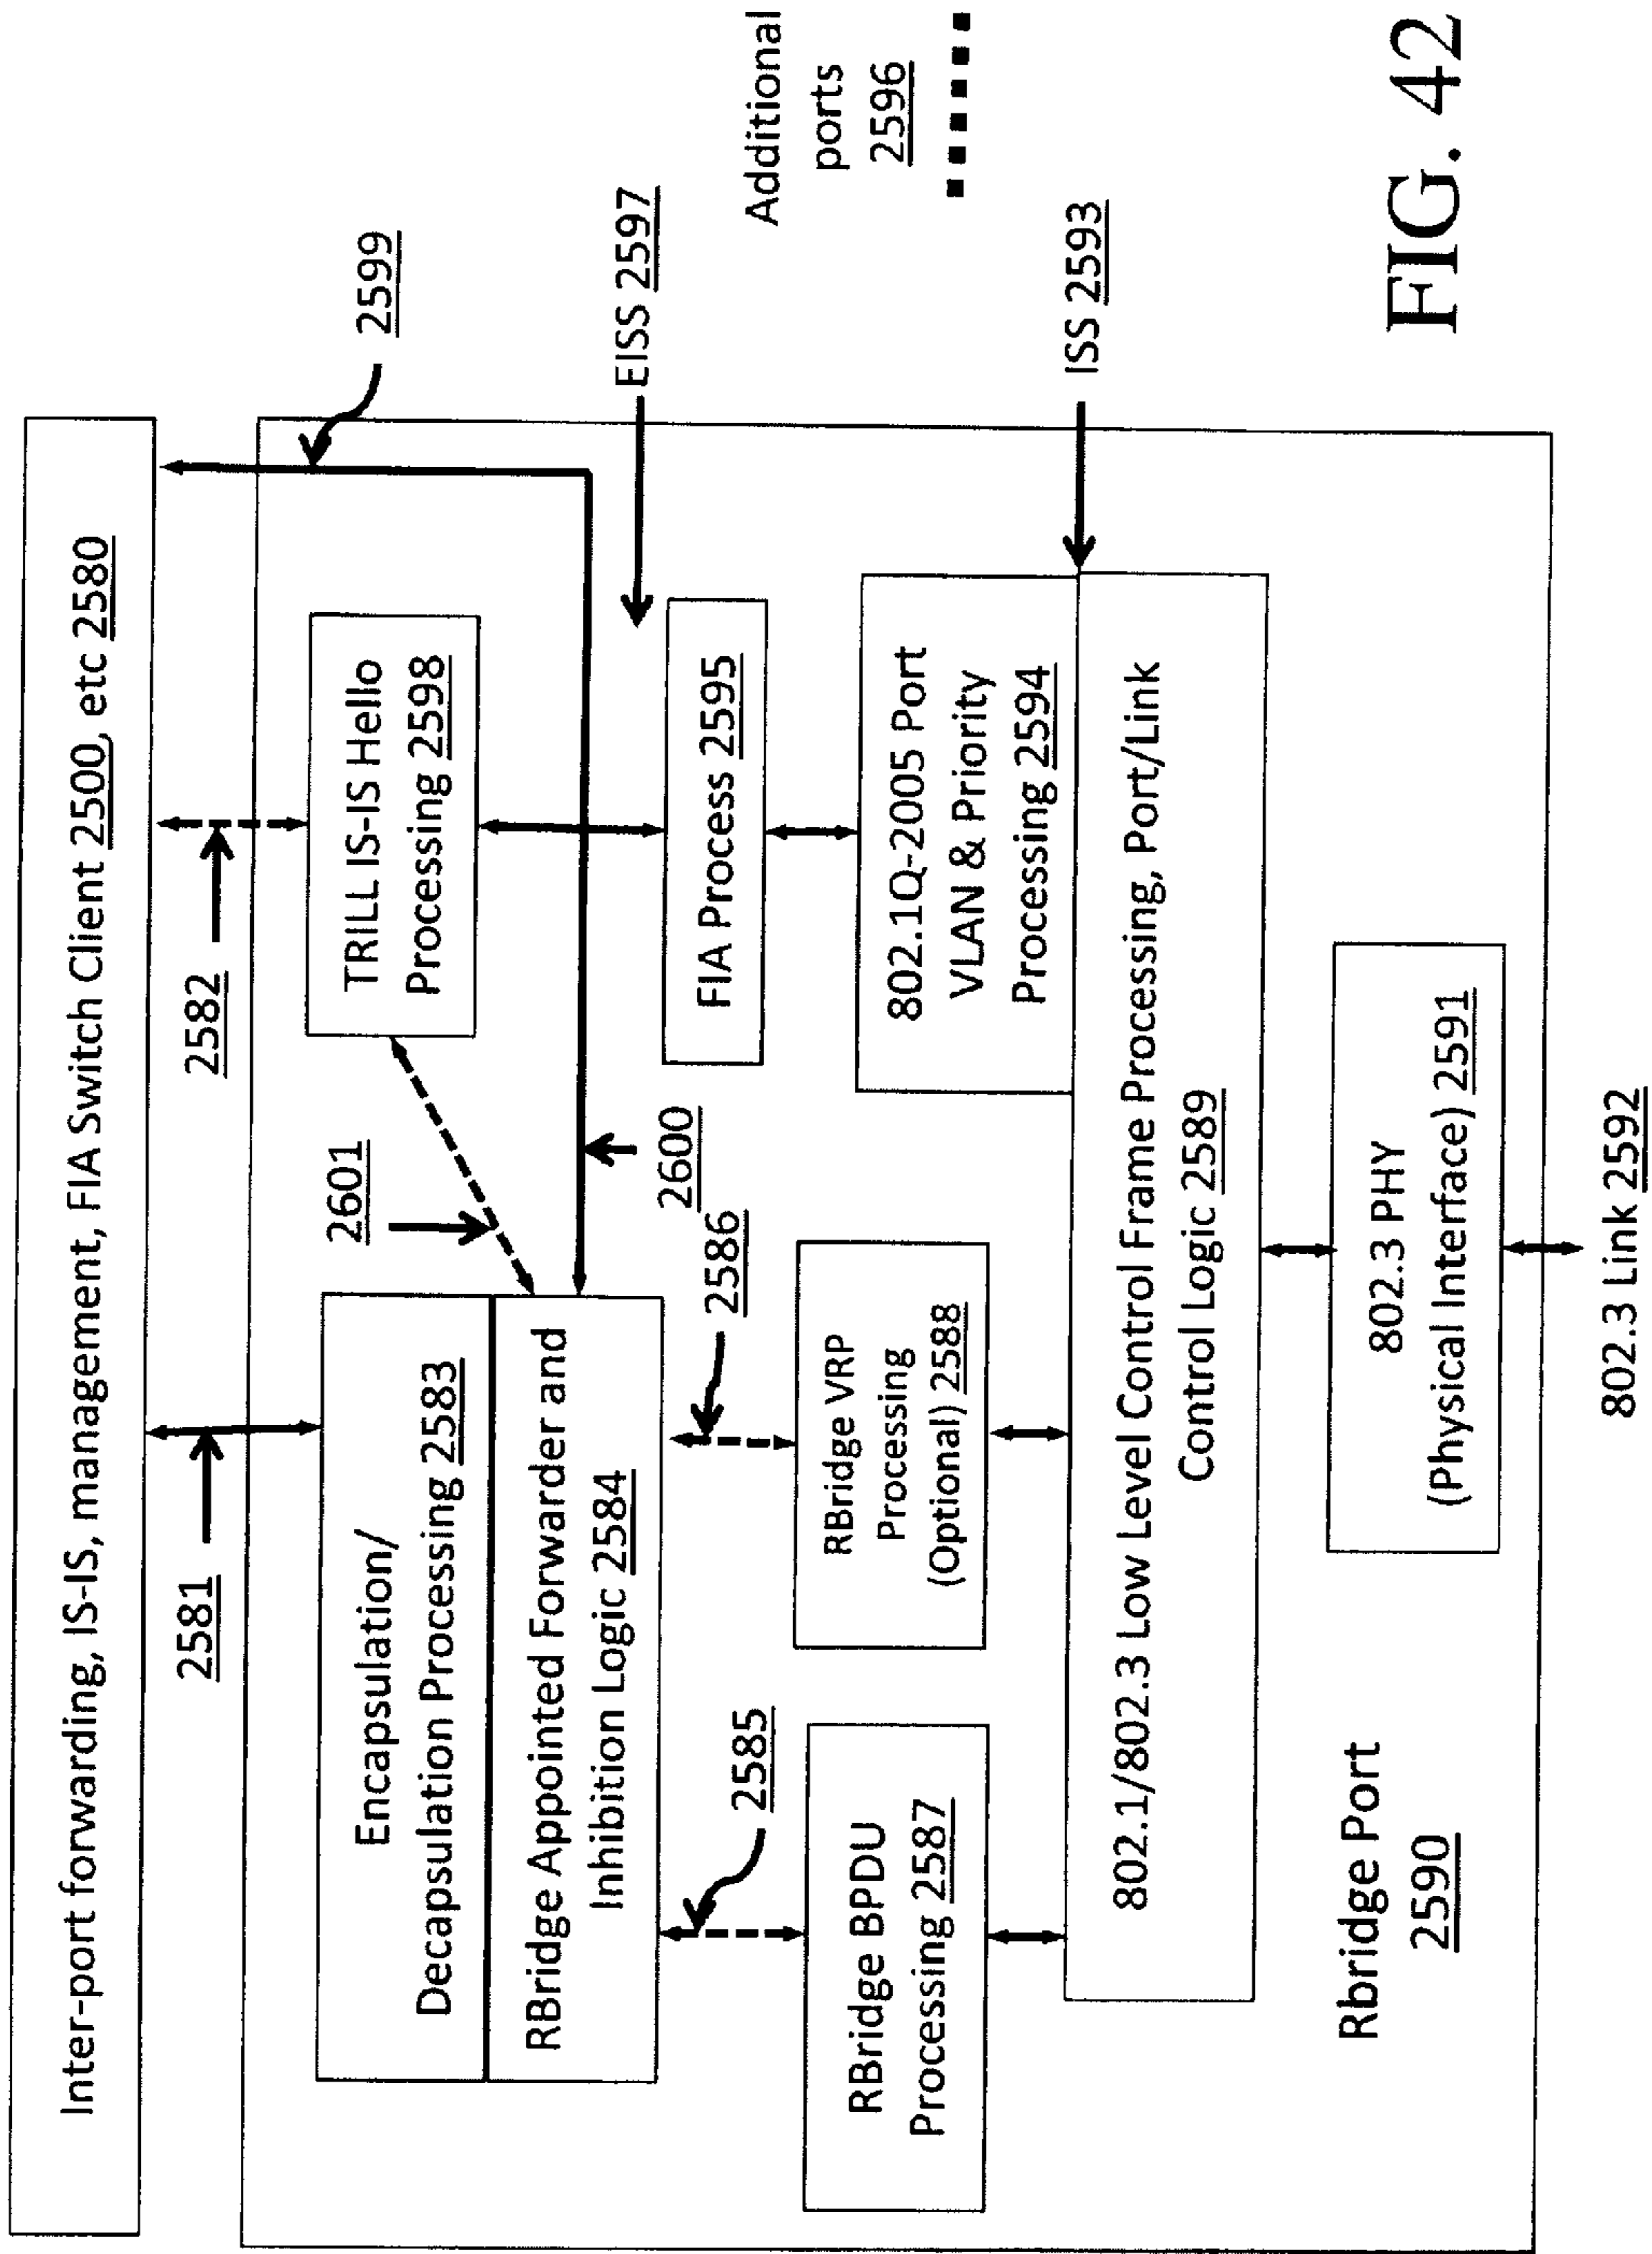 Inter-port forwarding, IS-IS, management, FIA Switch Client 2500, etc 2580
2581
2582
2599
Encapsulation/
Decapsulation Processing 2583
RBridge Appointed Forwarder and
Inhibition Logic 2584
2601
TRILL IS-IS Hello
Processing 2598
2600
EISS 2597
2585
2586
FIA Process 2595
Additional
ports
2596
RBridge BPDU
Processing 2587
RBridge VRP
Processing
(Optional) 2588
802.1Q-2005 Port
VLAN & Priority
Processing 2594
ISS 2593
802.1/802.3 Low Level Control Frame Processing, Port/Link
Control Logic 2589
Rbridge Port
2590
802.3 PHY
(Physical Interface) 2591
802.3 Link 2592
FIG. 42